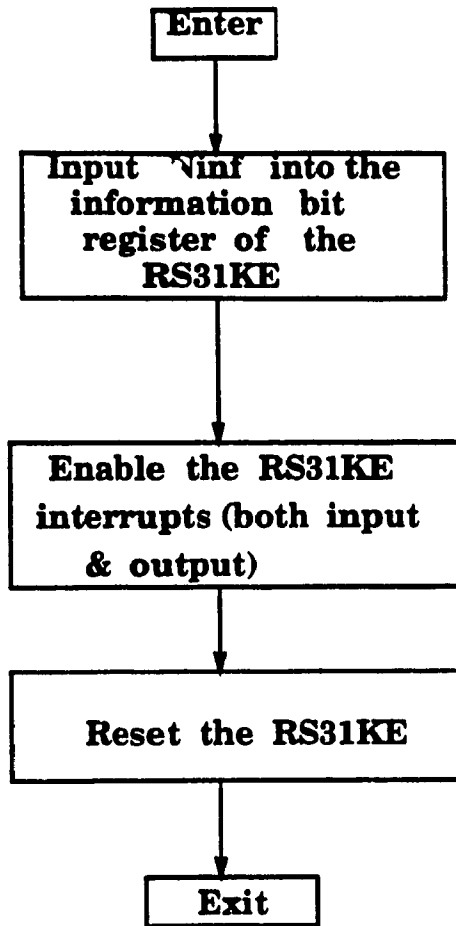 Enter
Input Ninf into the
information bit
register of the
RS31KE
Enable the RS31KE
interrupts (both input
& output)
Reset the RS31KE
Exit